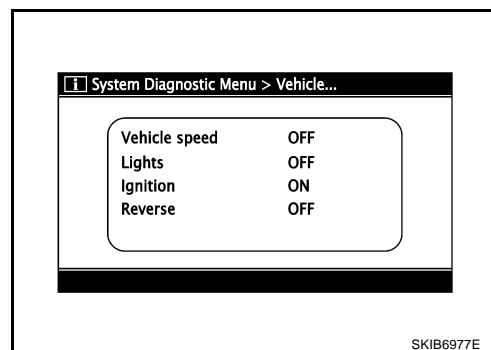 i System Diagnostic Menu > Vehicle...
Vehicle speed OFF
Lights OFF
Ignition ON
Reverse OFF
SKIB6977E